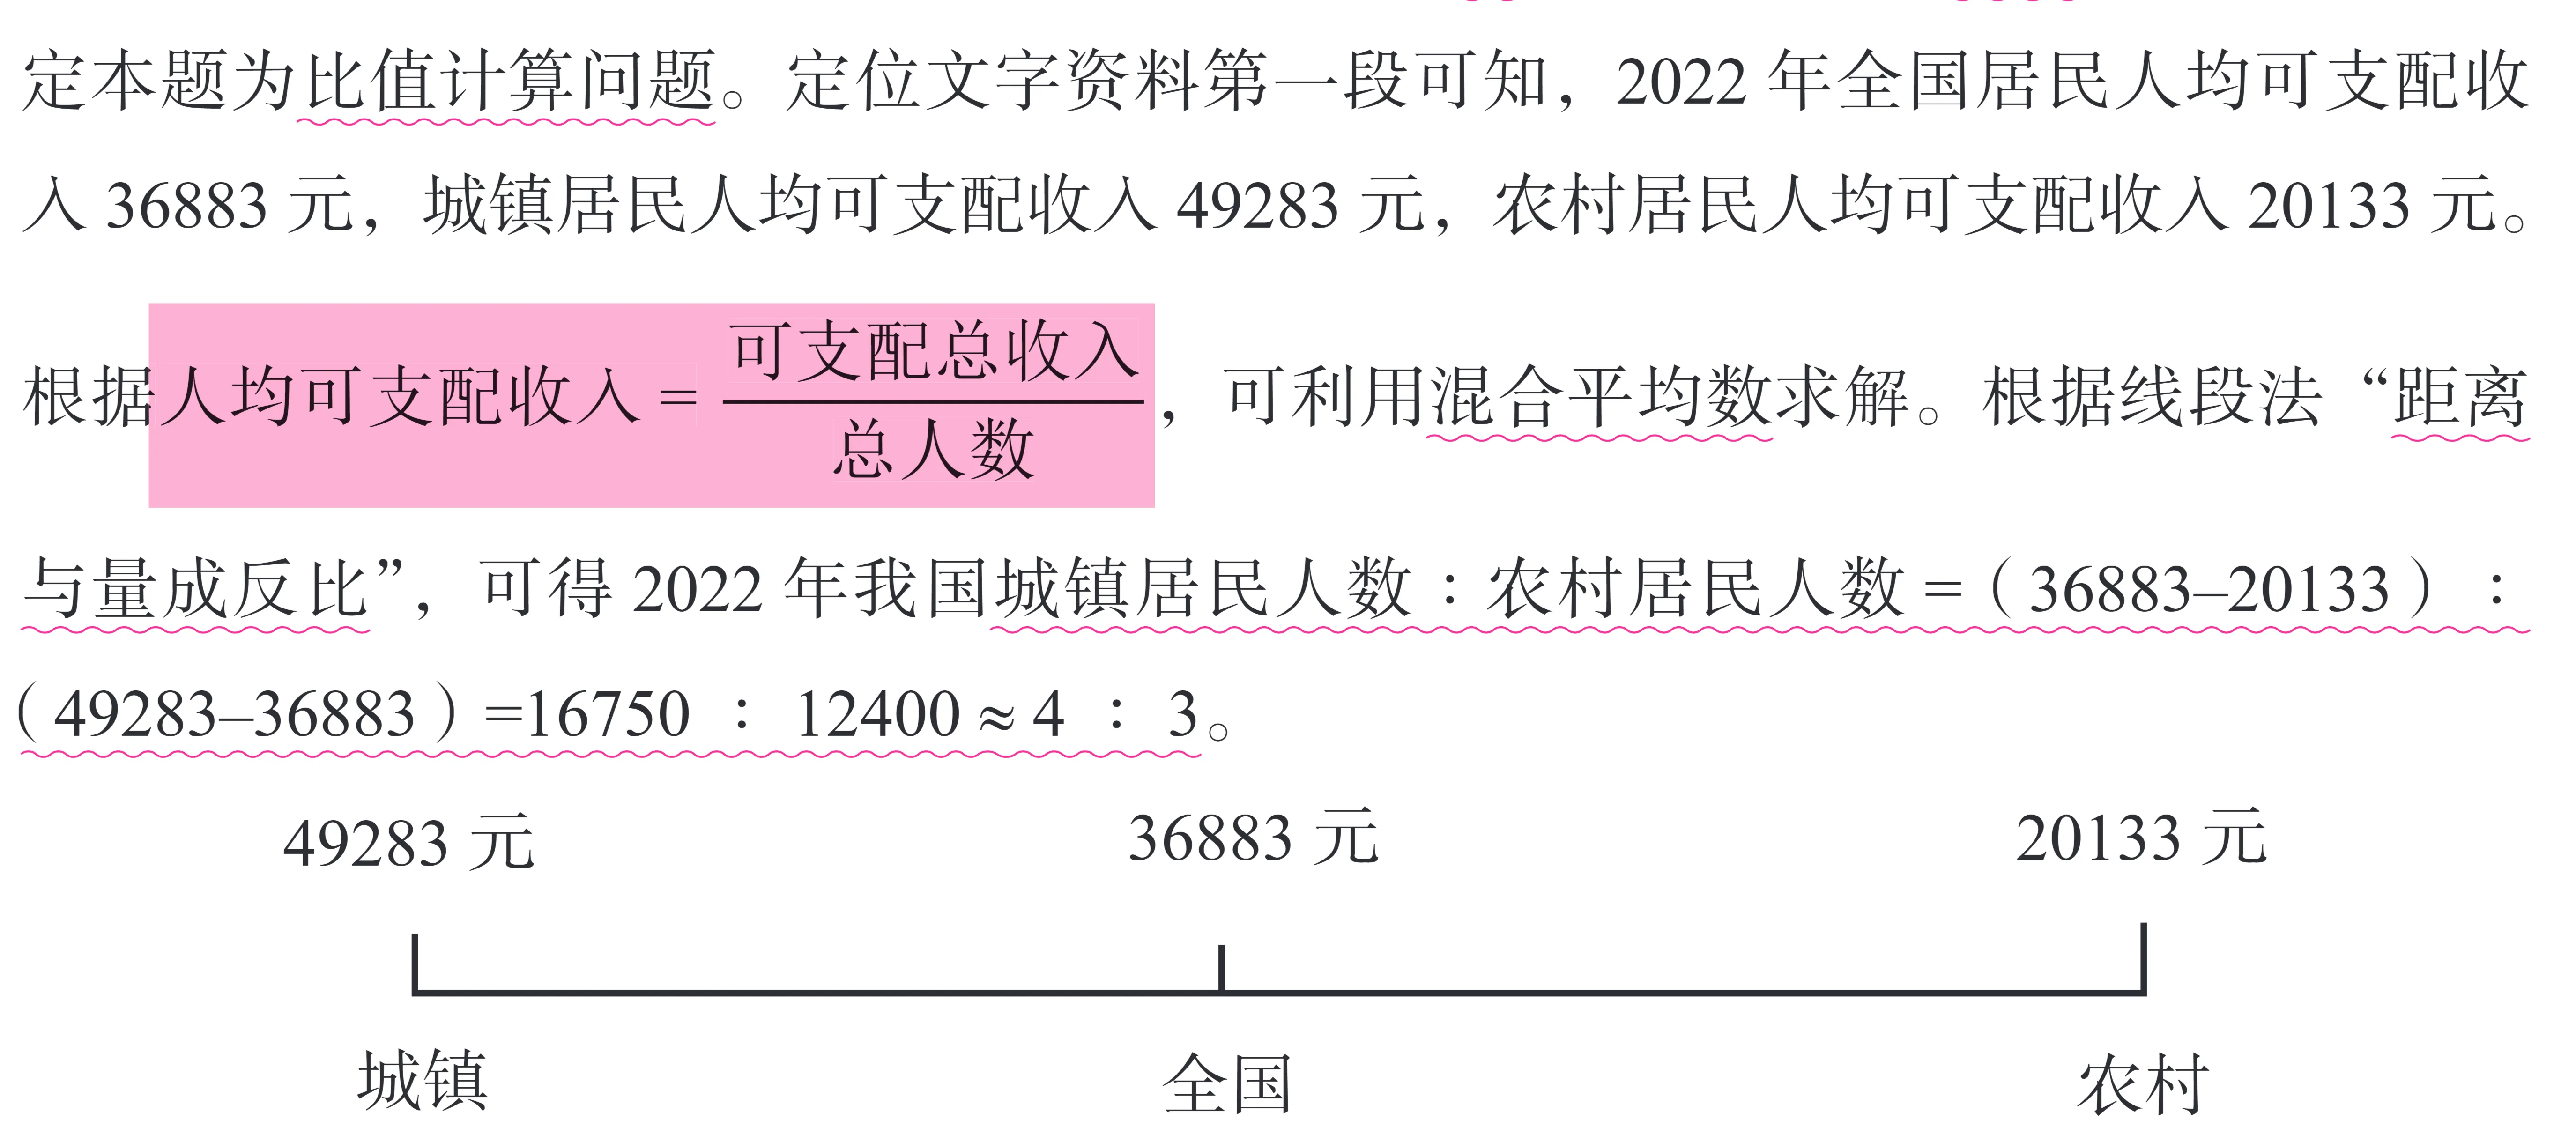 定本题为比值计算问题。定位文字资料第一段可知，2022 年全国居民人均可支配收
入 36883 元，城镇居民人均可支配收入 49283 元，农村居民人均可支配收入 20133 元。
根据人均可支配收入 = 可支配总收入/总人数，可利用混合平均数求解。根据线段法“距离
与量成反比”，可得 2022 年我国城镇居民人数：农村居民人数 =（36883–20133）：
（49283–36883）=16750 ： 12400 ≈ 4 ： 3。
49283 元 36883 元 20133 元
城镇 全国 农村